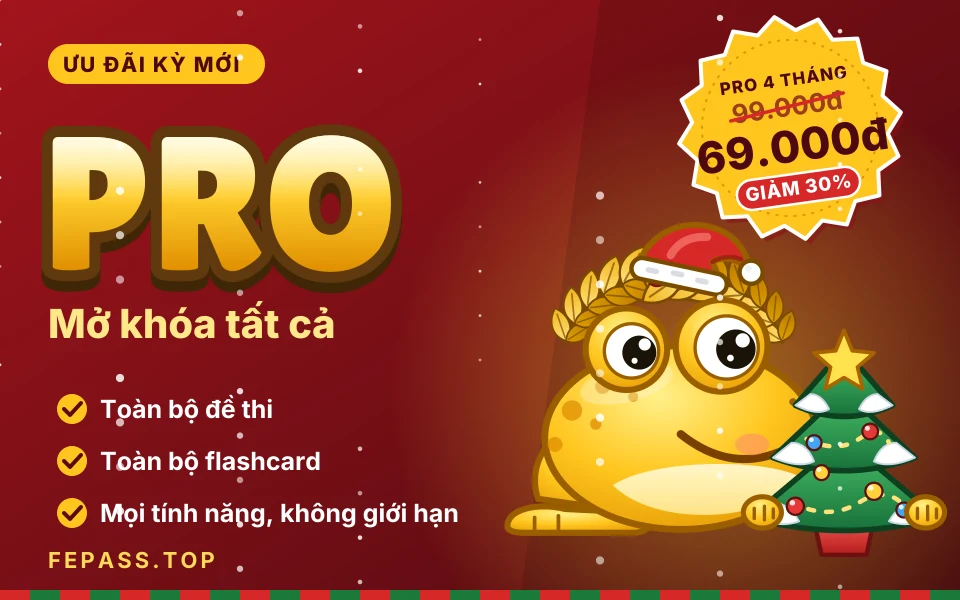 ƯU ĐÃI KỲ MỚI
PRO
Mở khóa tất cả
Toàn bộ đề thi
Toàn bộ flashcard
Mọi tính năng, không giới hạn
FEPASS.TOP
PRO 4 THÁNG
99.000đ
69.000đ
GIẢM 30%